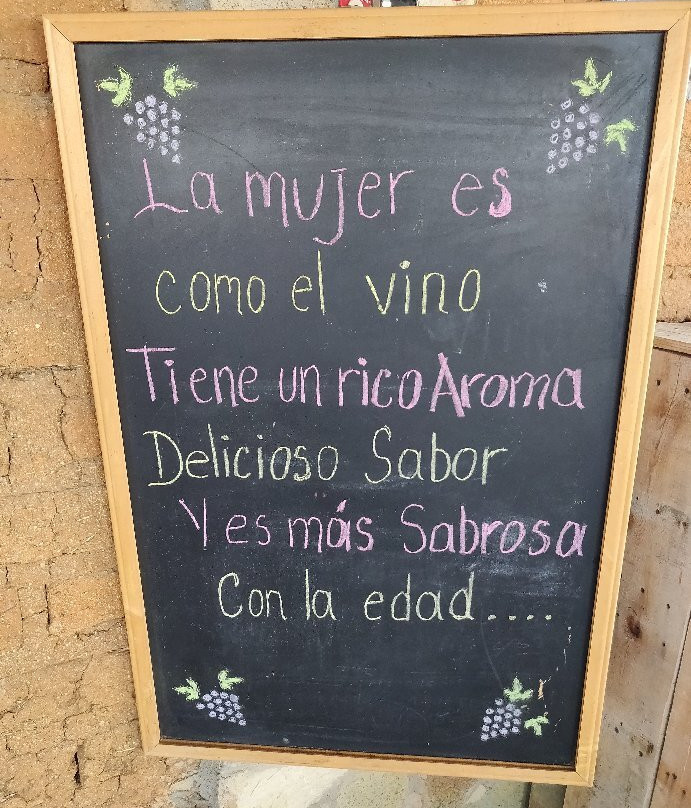 La mujer es
como el vino
Tiene un rico Aroma
Delicioso Sabor
Y es más Sabrosa
Con la edad....